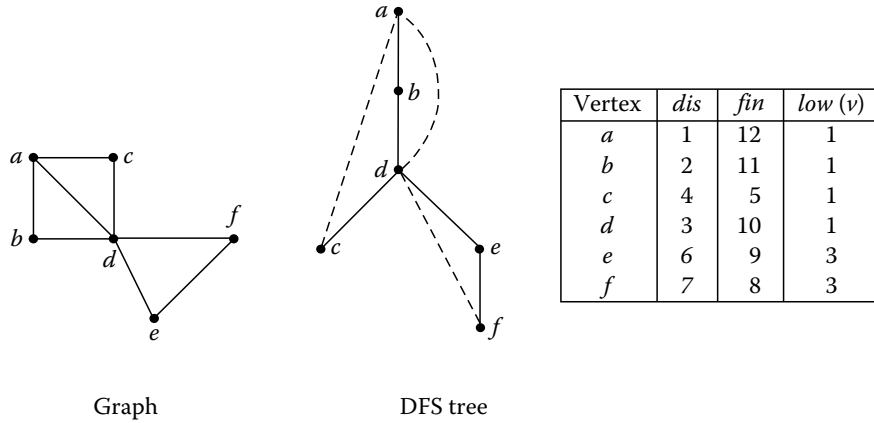 a
c
b
d
f
e
Graph
a
b
d
c
e
f
DFS tree
Vertex dis fin low (v)
a 1 12 1
b 2 11 1
c 4 5 1
d 3 10 1
e 6 9 3
f 7 8 3